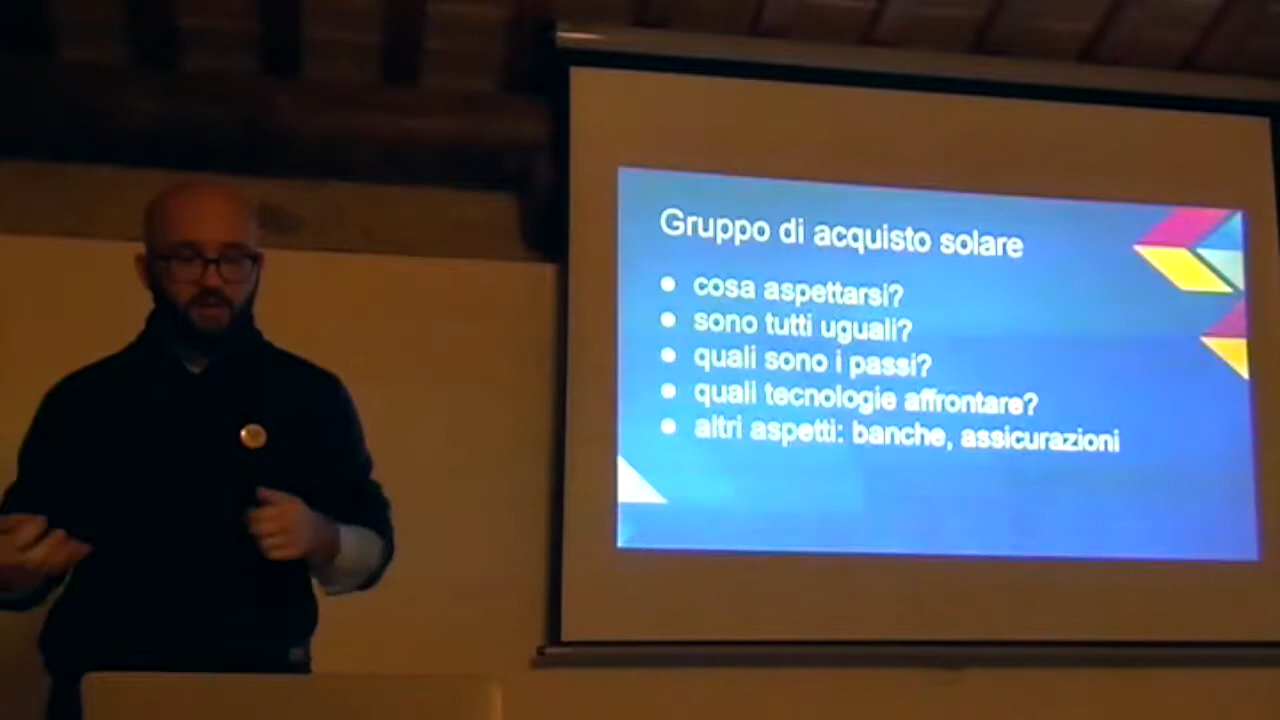 Gruppo di acquisto solare
cosa aspettarsi?
sono tutti uguali?
quali sono i passi?
quali tecnologie affrontare?
altri aspetti: banche, assicurazioni